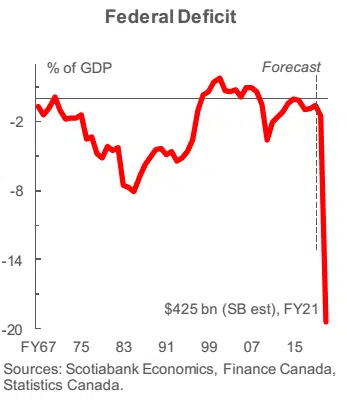 Federal Deficit
% of GDP
Forecast
-2
-8
-14
-20
$425 bn (SB est), FY21
FY67 75 83 91 99 07 15
Sources: Scotiabank Economics, Finance Canada,
Statistics Canada.